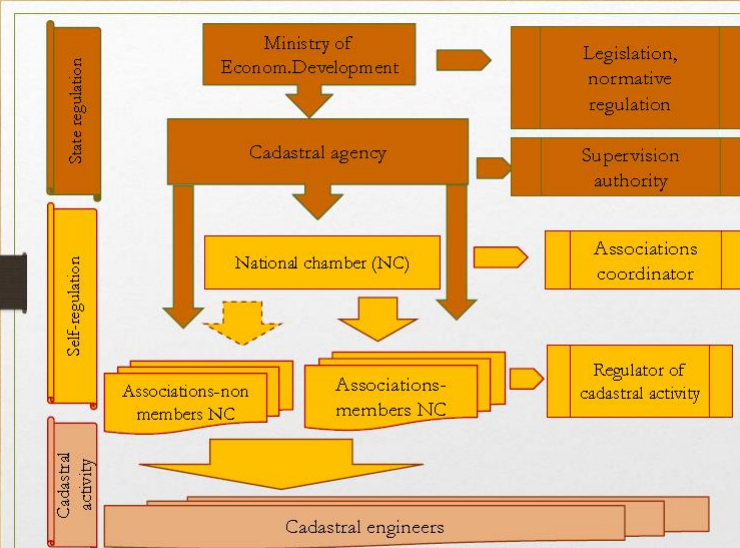 State regulation
Ministry of
Econom.Development
Legislation,
normative
regulation
Cadastral agency
Supervision
authority
Self-regulation
National chamber (NC)
Associations
coordinator
Associations-non
members NC
Associations-
members NC
Regulator of
cadastral activity
Cadastral
activity
Cadastral engineers